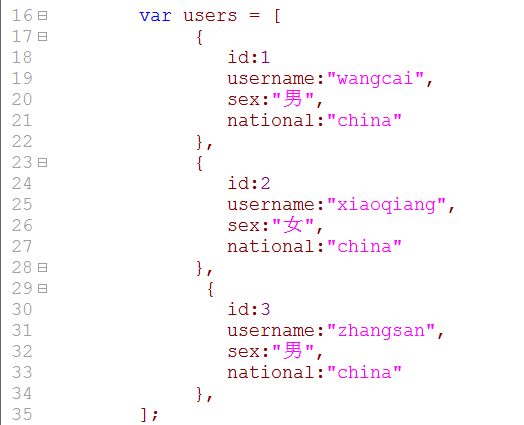 16 var users = [
17 {
18 id:1
19 username:"wangcai",
20 sex:"男",
21 national:"china"
22 },
23 {
24 id:2
25 username:"xiaoqiang",
26 sex:"女",
27 national:"china"
28 },
29 {
30 id:3
31 username:"zhangsan",
32 sex:"男",
33 national:"china"
34 },
35 ];